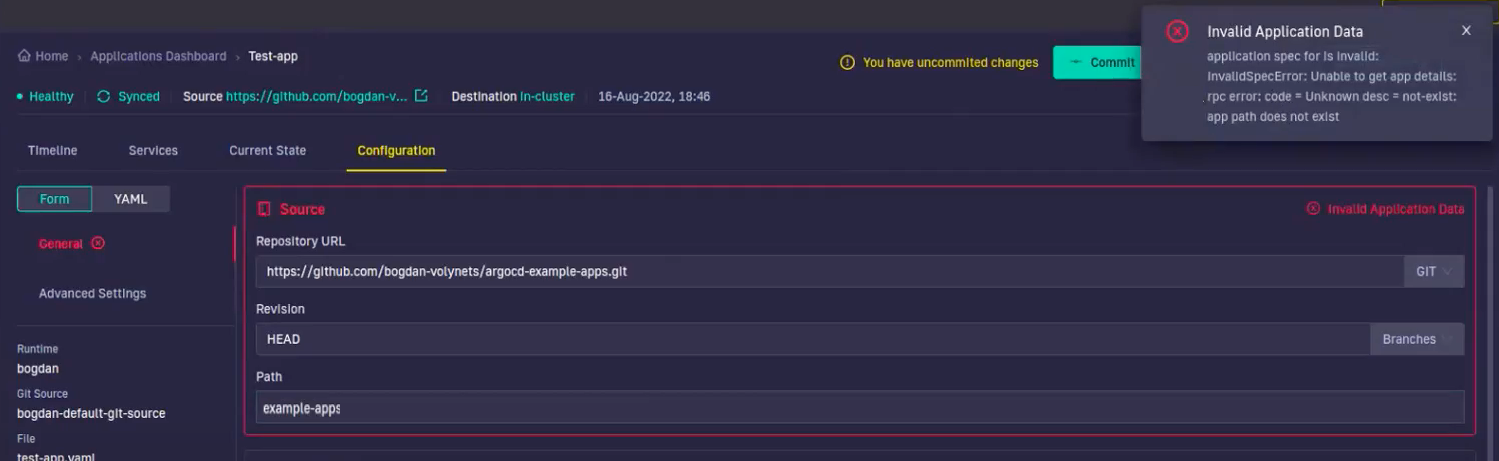 Invalid Application Data
X
application spec for is invalid:
InvalidSpecError: Unable to get app details:
rpc error: code = Unknown desc = not-exist:
app path does not exist
Home > Applications Dashboard > Test-app
You have uncommited changes
Commit
Healthy
Synced
Source https://github.com/bogdan-v...
Destination in-cluster
16-Aug-2022, 18:46
Timeline
Services
Current State
Configuration
Form
YAML
General
Advanced Settings
Runtime
bogdan
Git Source
bogdan-default-git-source
File
test-app.yaml
Source
Invalid Application Data
Repository URL
https://github.com/bogdan-volynets/argocd-example-apps.git
GIT
Revision
HEAD
Branches
Path
example-apps